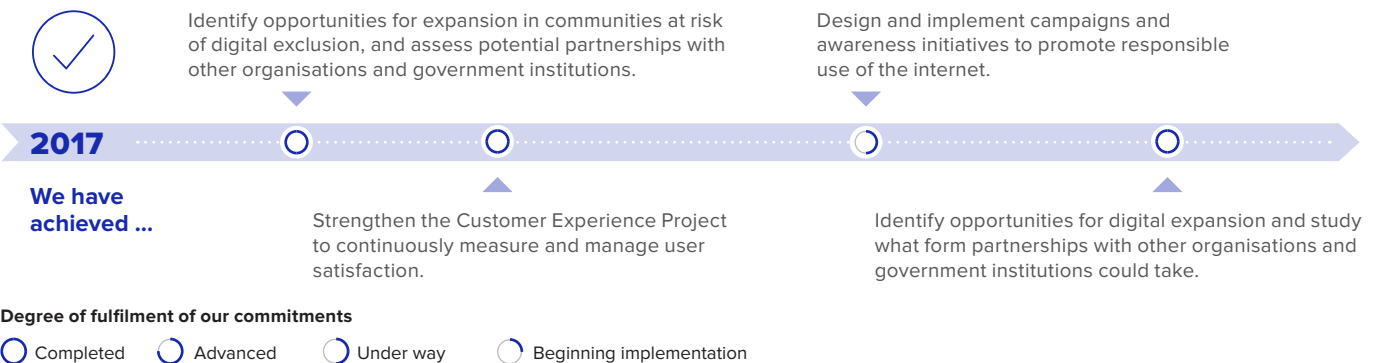 Identify opportunities for expansion in communities at risk
of digital exclusion, and assess potential partnerships with
other organisations and government institutions.
Design and implement campaigns and
awareness initiatives to promote responsible
use of the internet.
2017
We have
achieved ...
Strengthen the Customer Experience Project
to continuously measure and manage user
satisfaction.
Identify opportunities for digital expansion and study
what form partnerships with other organisations and
government institutions could take.
Degree of fulfilment of our commitments
Completed Advanced Under way Beginning implementation